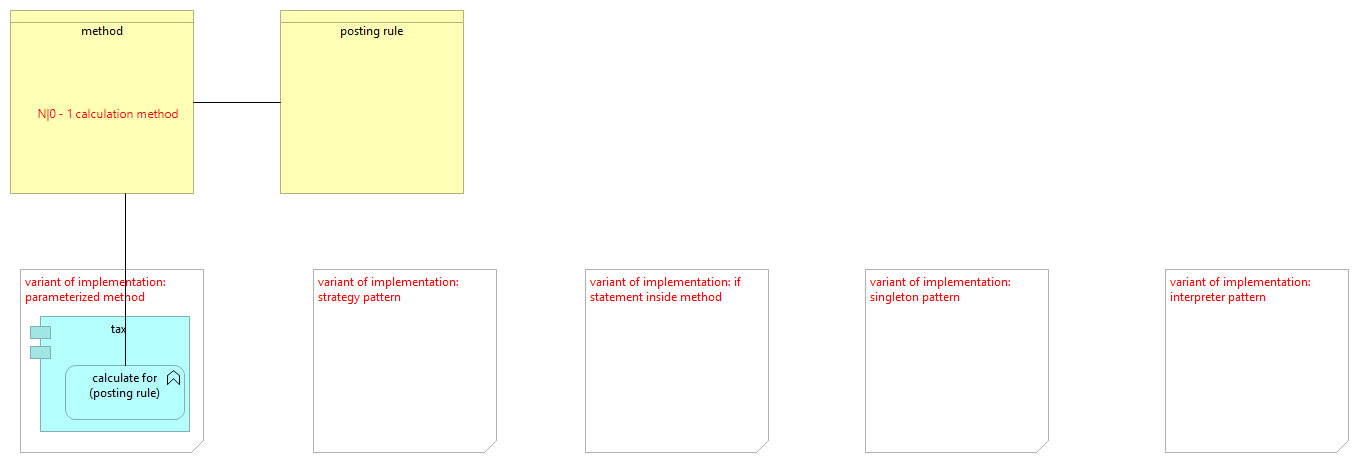 method
posting rule
N|0 - 1 calculation method
variant of implementation:
parameterized method
variant of implementation:
strategy pattern
variant of implementation: if
statement inside method
variant of implementation:
singleton pattern
variant of implementation:
interpreter pattern
tax
calculate for
(posting rule)